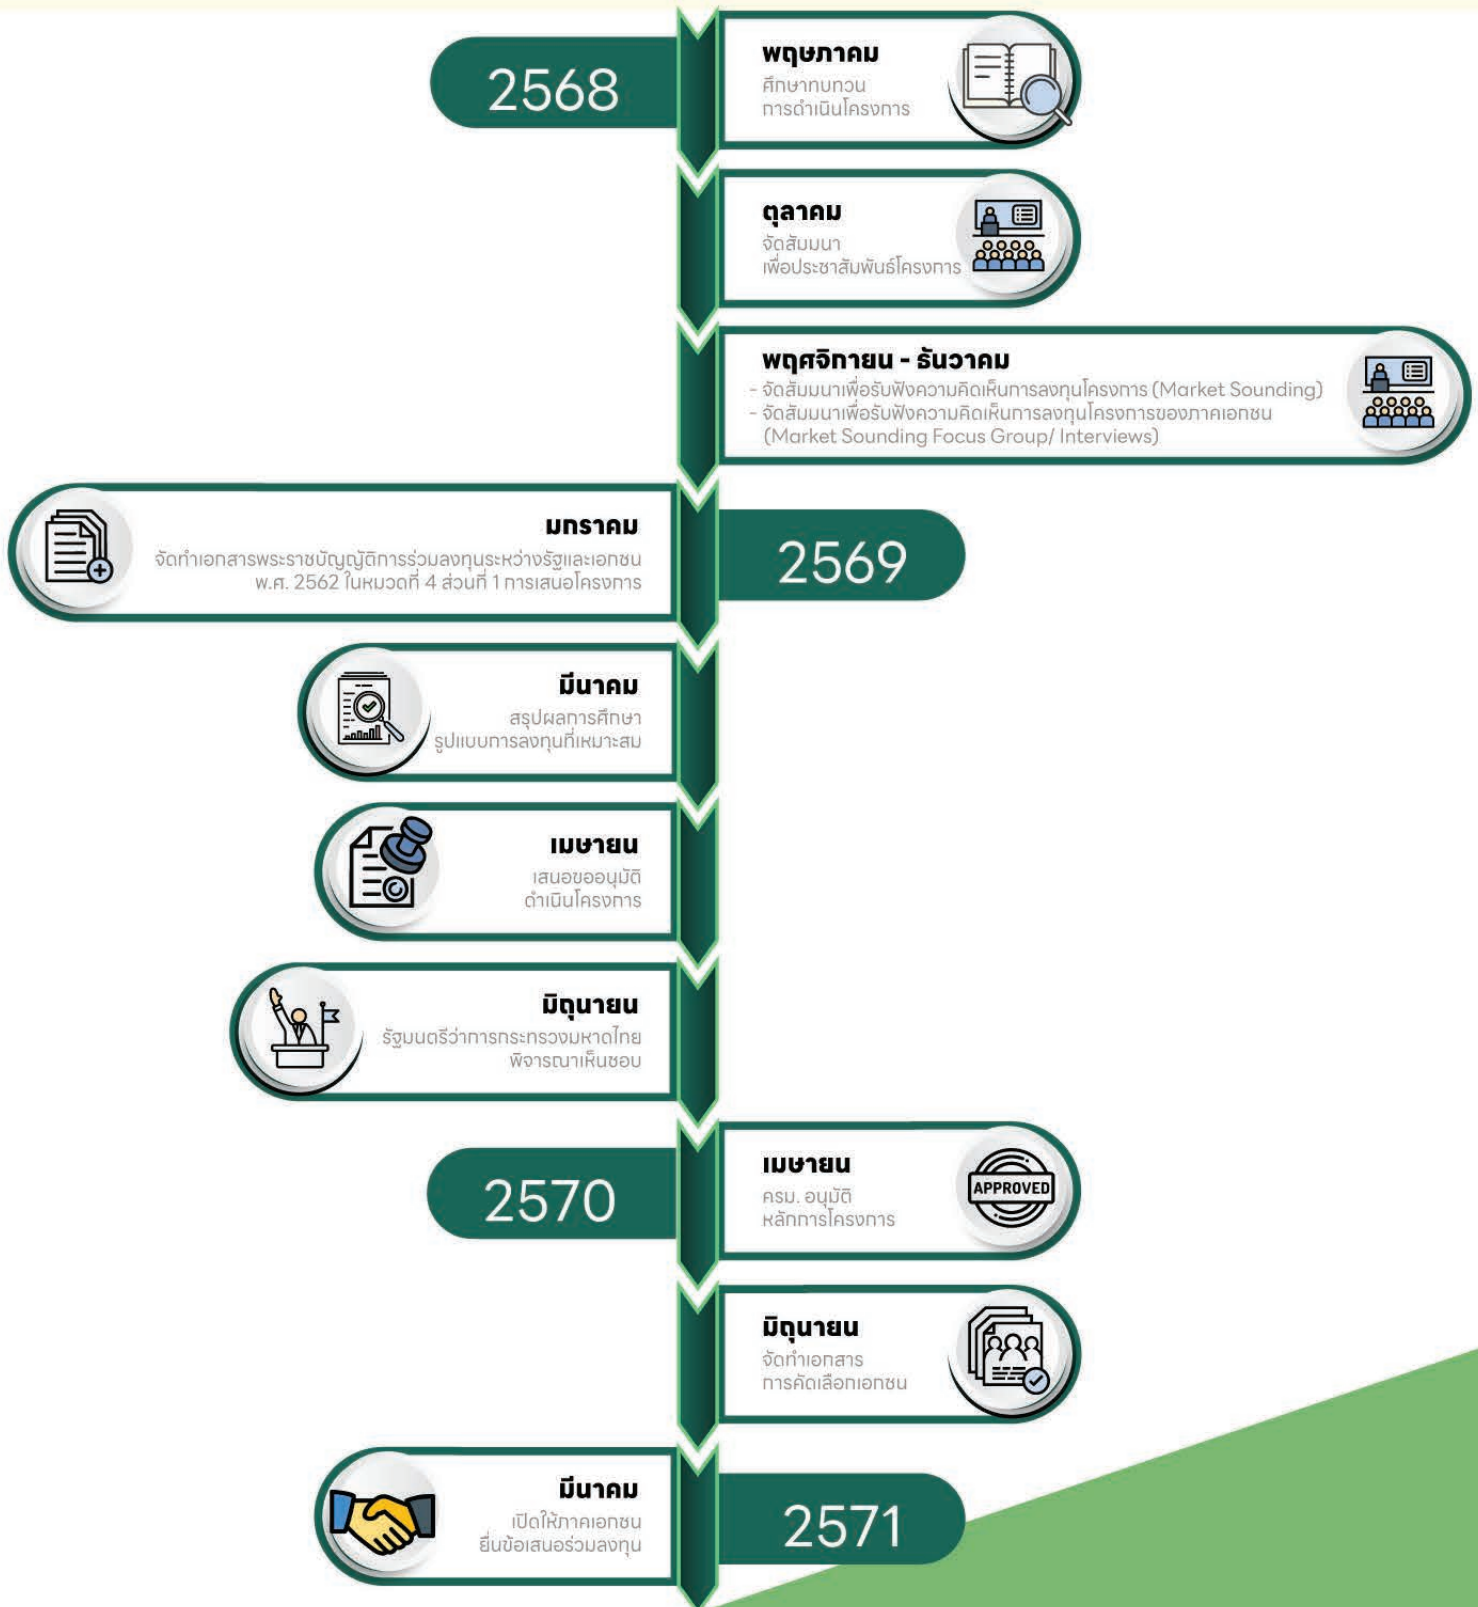 2568
พฤษภาคม
ศึกษาทบทวน
การดำเนินโครงการ
ตุลาคม
จัดสัมมนา
เพื่อประชาสัมพันธ์โครงการ
พฤศจิกายน - ธันวาคม
- จัดสัมมนาเพื่อรับฟังความคิดเห็นการลงทุนโครงการ (Market Sounding)
- จัดสัมมนาเพื่อรับฟังความคิดเห็นการลงทุนโครงการของภาคเอกชน
(Market Sounding Focus Group/ Interviews)
2569
มกราคม
จัดทำเอกสารพระราชบัญญัติการร่วมลงทุนระหว่างรัฐและเอกชน
พ.ศ. 2562 ในหมวดที่ 4 ส่วนที่ 1 การเสนอโครงการ
มีนาคม
สรุปผลการศึกษา
รูปแบบการลงทุนที่เหมาะสม
เมษายน
เสนอขออนุมัติ
ดำเนินโครงการ
มิถุนายน
รัฐมนตรีว่าการกระทรวงมหาดไทย
พิจารณาเห็นชอบ
2570
เมษายน
ครม. อนุมัติ
หลักการโครงการ
APPROVED
มิถุนายน
จัดทำเอกสาร
การคัดเลือกเอกชน
2571
มีนาคม
เปิดให้ภาคเอกชน
ยื่นข้อเสนอร่วมลงทุน